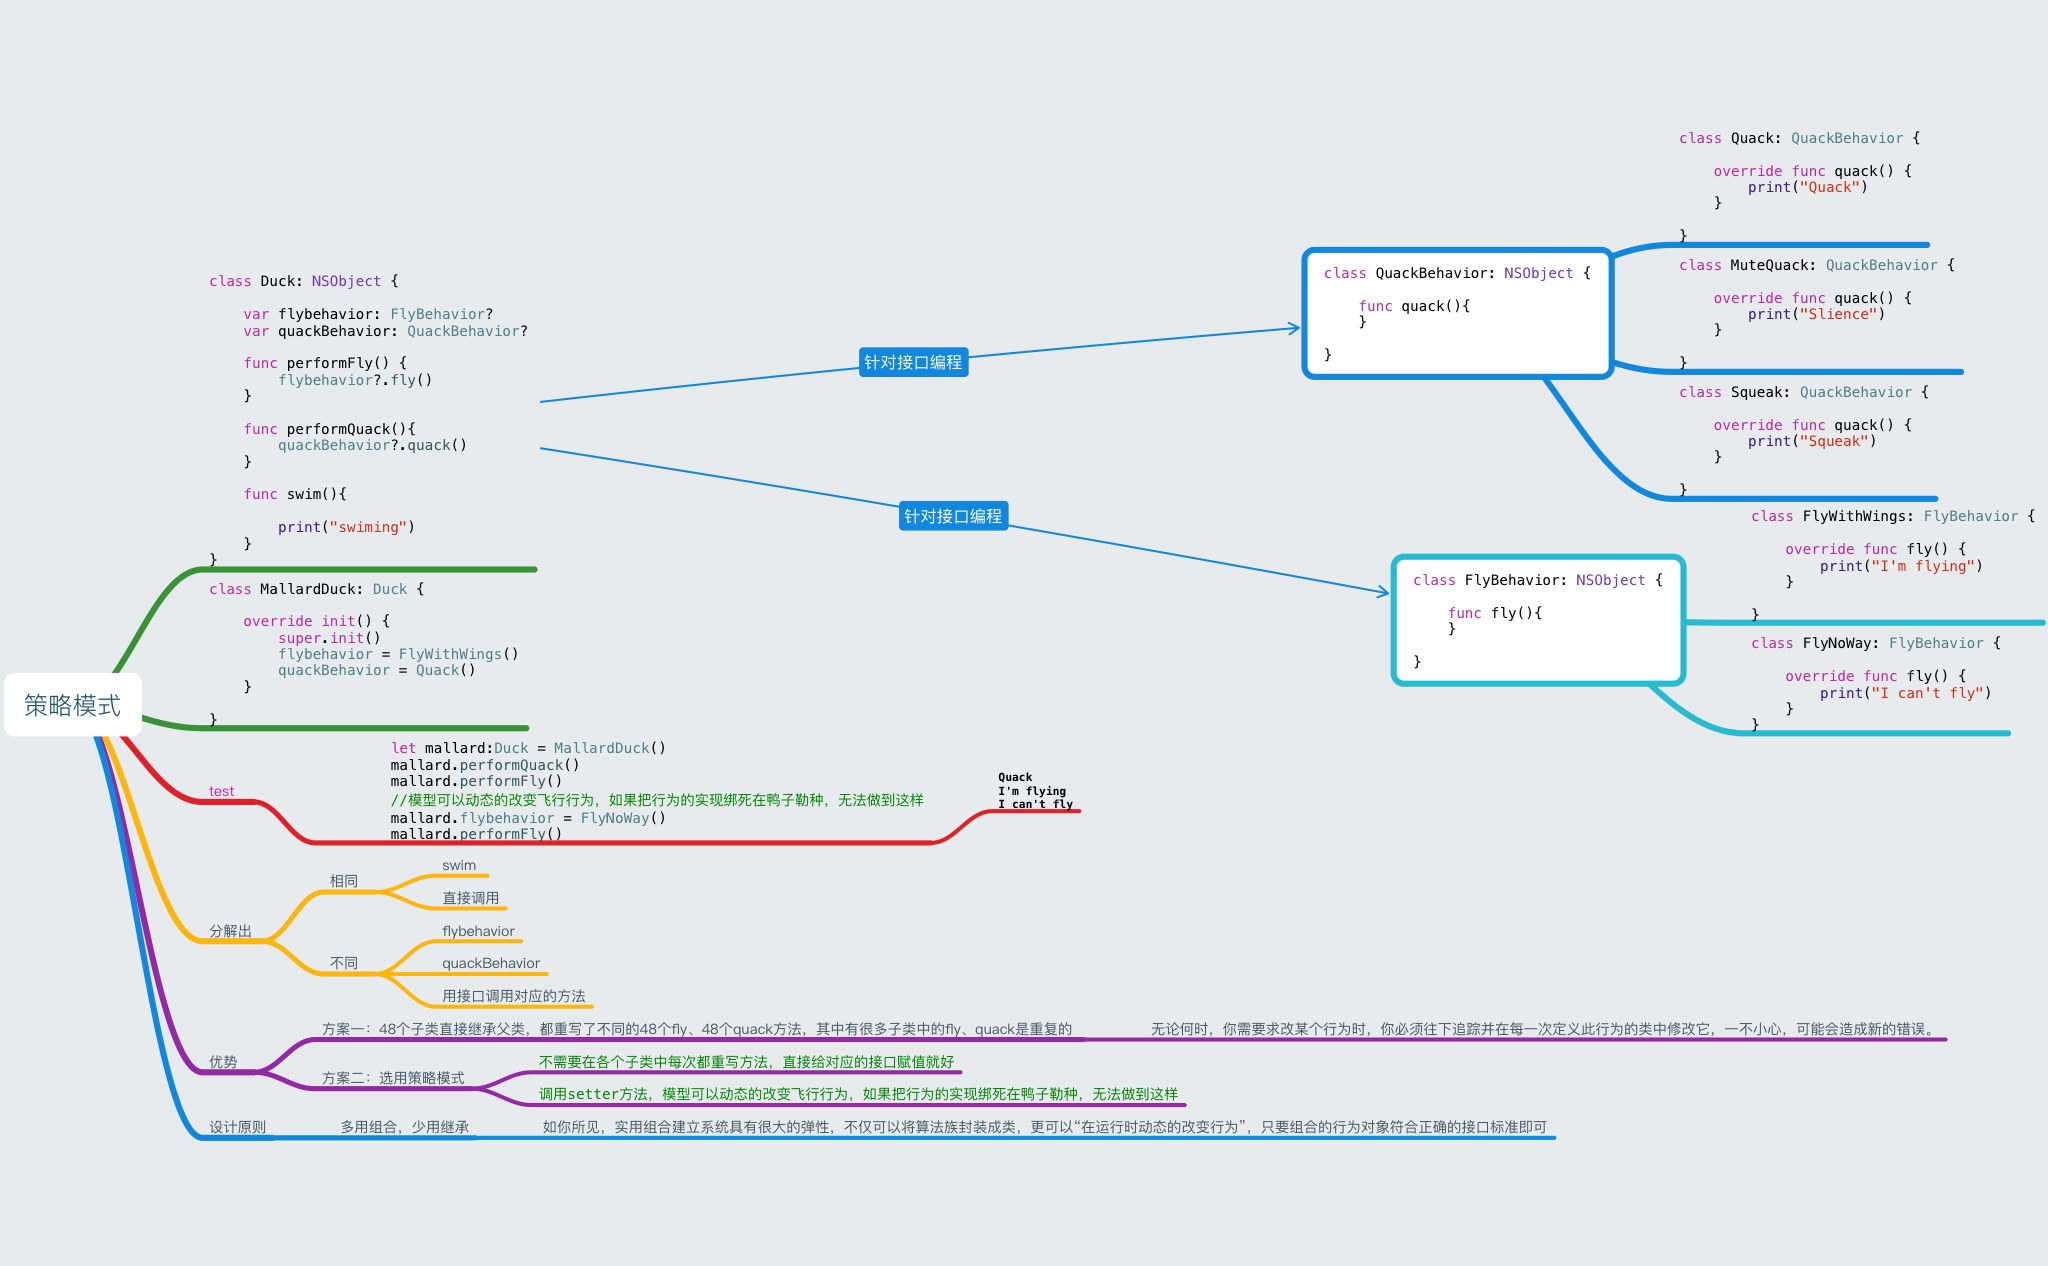 策略模式
class Duck: NSObject {
var flybehavior: FlyBehavior?
var quackBehavior: QuackBehavior?
func performFly() {
flybehavior?.fly()
}
func performQuack(){
quackBehavior?.quack()
}
func swim(){
print("swiming")
}
}
针对接口编程
针对接口编程
class QuackBehavior: NSObject {
func quack(){
}
}
class Quack: QuackBehavior {
override func quack() {
print("Quack")
}
}
class MuteQuack: QuackBehavior {
override func quack() {
print("Slience")
}
}
class Squeak: QuackBehavior {
override func quack() {
print("Squeak")
}
}
class FlyBehavior: NSObject {
func fly(){
}
}
class FlyWithWings: FlyBehavior {
override func fly() {
print("I'm flying")
}
}
class FlyNoWay: FlyBehavior {
override func fly() {
print("I can't fly")
}
}
class MallardDuck: Duck {
override init() {
super.init()
flybehavior = FlyWithWings()
quackBehavior = Quack()
}
}
test
let mallard:Duck = MallardDuck()
mallard.performQuack()
mallard.performFly()
//模型可以动态的改变飞行行为，如果把行为的实现绑死在鸭子勒种，无法做到这样
mallard.flybehavior = FlyNoWay()
mallard.performFly()
Quack
I'm flying
I can't fly
分解出
相同
swim
直接调用
不同
flybehavior
quackBehavior
用接口调用对应的方法
优势
方案一：48个子类直接继承父类，都重写了不同的48个fly、48个quack方法，其中有很多子类中的fly、quack是重复的
无论何时，你需要求改某个行为时，你必须往下追踪并在每一次定义此行为的类中修改它，一不小心，可能会造成新的错误。
方案二：选用策略模式
不需要在各个子类中每次都重写方法，直接给对应的接口赋值就好
调用setter方法，模型可以动态的改变飞行行为，如果把行为的实现绑死在鸭子勒种，无法做到这样
设计原则
多用组合，少用继承
如你所见，实用组合建立系统具有很大的弹性，不仅可以将算法族封装成类，更可以“在运行时动态的改变行为”，只要组合的行为对象符合正确的接口标准即可